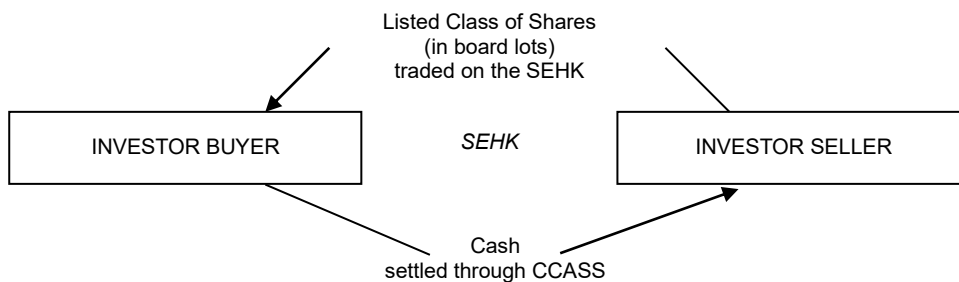 Listed Class of Shares
(in board lots)
traded on the SEHK
INVESTOR BUYER
SEHK
INVESTOR SELLER
Cash
settled through CCASS